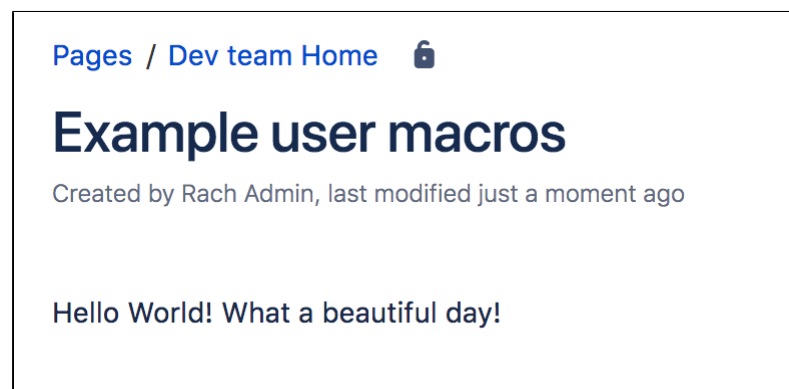 Pages / Dev team Home
Example user macros
Created by Rach Admin, last modified just a moment ago
Hello World! What a beautiful day!